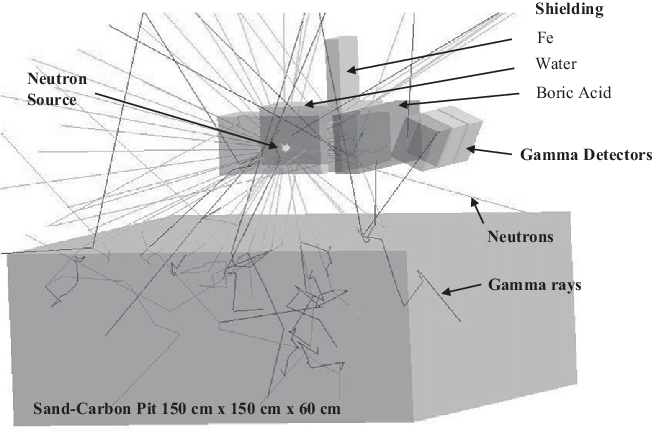 Shielding
Fe
Water
Boric Acid
Neutron
Source
Gamma Detectors
Neutrons
Gamma rays
Sand-Carbon Pit 150 cm x 150 cm x 60 cm